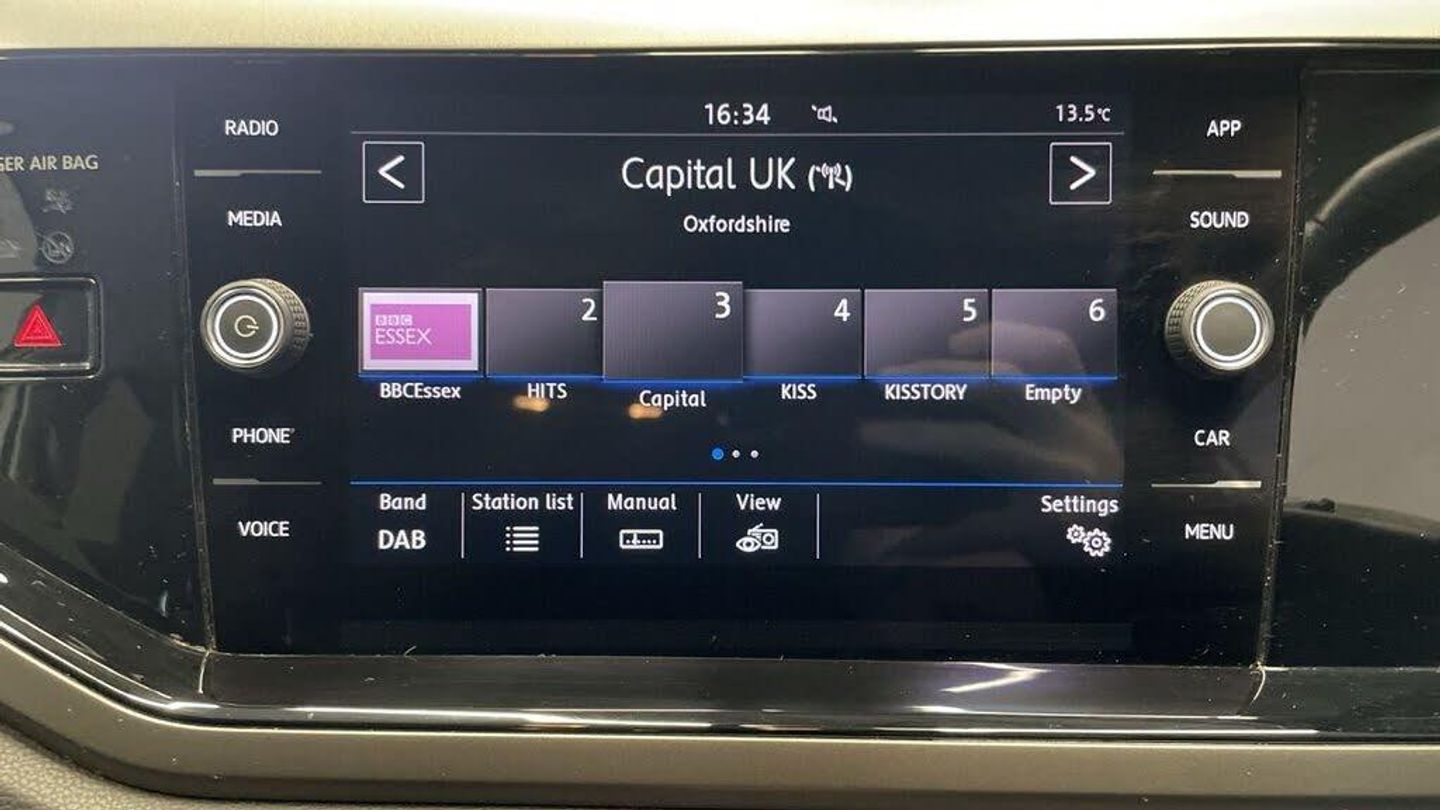 16:34
13.5°C
RADIO
APP
GER AIR BAG
<
Capital UK
>
MEDIA
Oxfordshire
SOUND
BBC
ESSEX
2
3
4
5
6
BBCEssex
HITS
Capital
KISS
KISSTORY
Empty
PHONE
CAR
Band
Station list
Manual
View
Settings
DAB
VOICE
MENU